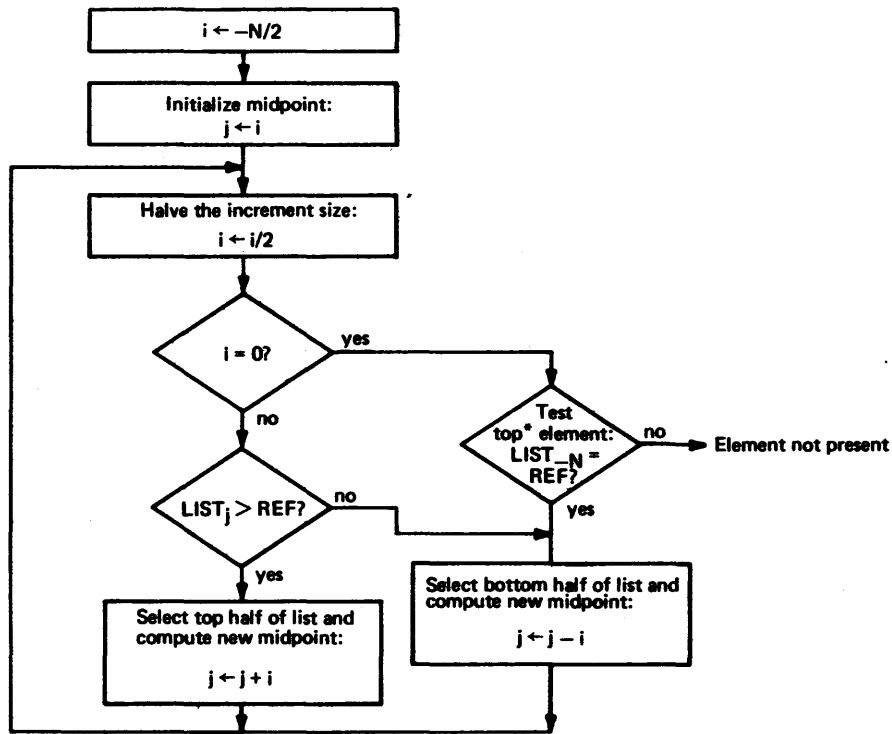 i ← –N/2
Initialize midpoint:
j ← i
Halve the increment size:
i ← i/2
i = 0?
yes
no
Test
top* element:
LIST–N =
REF?
no
Element not present
yes
LISTj > REF?
no
yes
Select top half of list and
compute new midpoint:
j ← j + i
Select bottom half of list and
compute new midpoint:
j ← j – i